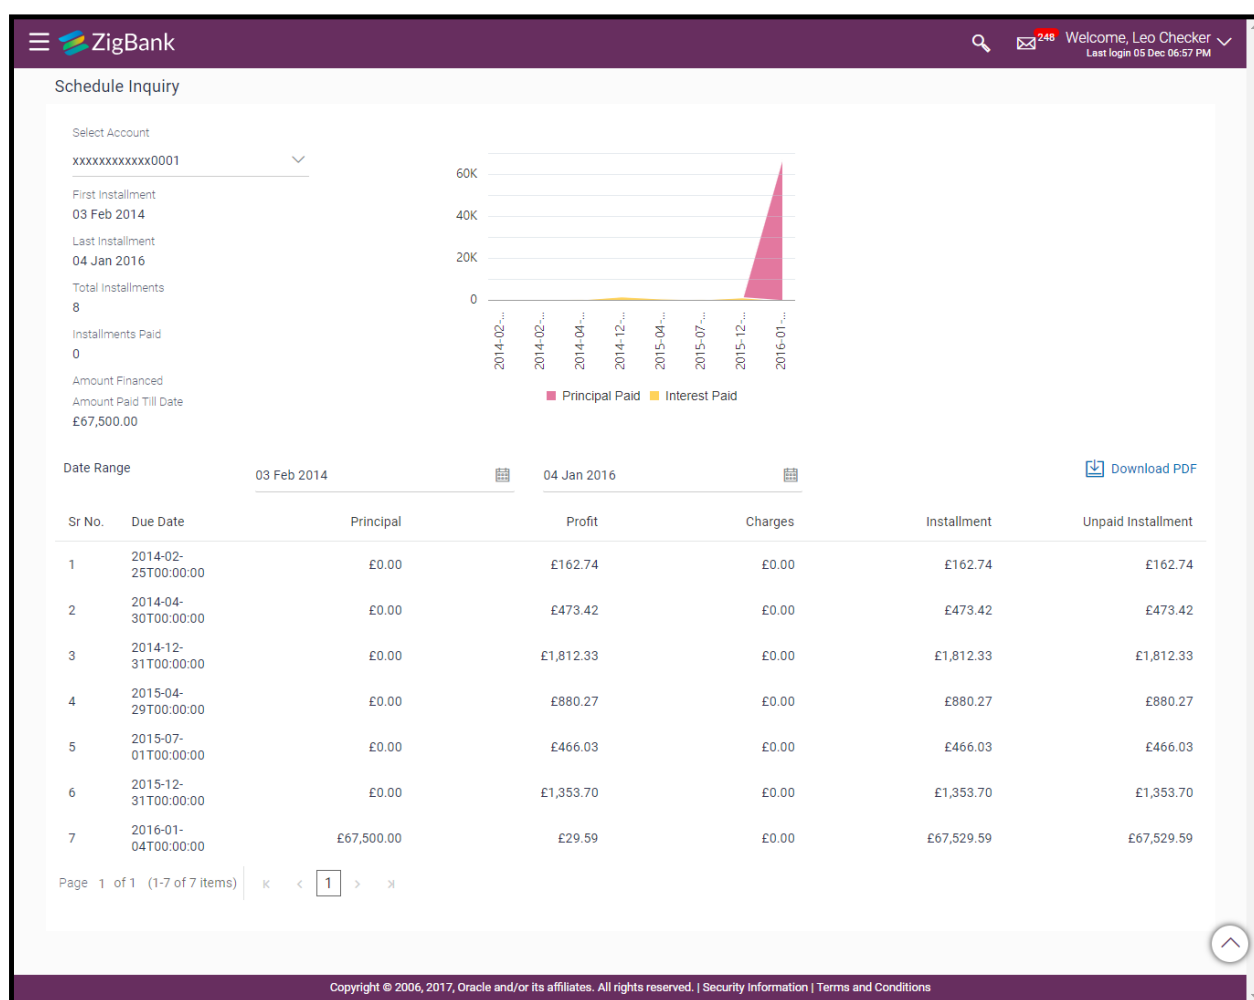 ZigBank
248
Welcome, Leo Checker
Last login 05 Dec 06:57 PM
Schedule Inquiry
Select Account
xxxxxxxxxxxx0001
First Installment
03 Feb 2014
Last Installment
04 Jan 2016
Total Installments
8
Installments Paid
0
Amount Financed
Amount Paid Till Date
£67,500.00
60K
40K
20K
0
2014-02-...
2014-02-...
2014-04-...
2014-12-...
2015-04-...
2015-07-...
2015-12-...
2016-01-...
Principal Paid Interest Paid
Date Range 03 Feb 2014 04 Jan 2016 Download PDF
Sr No. Due Date Principal Profit Charges Installment Unpaid Installment
1 2014-02-25T00:00:00 £0.00 £162.74 £0.00 £162.74 £162.74
2 2014-04-30T00:00:00 £0.00 £473.42 £0.00 £473.42 £473.42
3 2014-12-31T00:00:00 £0.00 £1,812.33 £0.00 £1,812.33 £1,812.33
4 2015-04-29T00:00:00 £0.00 £880.27 £0.00 £880.27 £880.27
5 2015-07-01T00:00:00 £0.00 £466.03 £0.00 £466.03 £466.03
6 2015-12-31T00:00:00 £0.00 £1,353.70 £0.00 £1,353.70 £1,353.70
7 2016-01-04T00:00:00 £67,500.00 £29.59 £0.00 £67,529.59 £67,529.59
Page 1 of 1 (1-7 of 7 items) K < 1 > >|
Copyright © 2006, 2017, Oracle and/or its affiliates. All rights reserved. | Security Information | Terms and Conditions